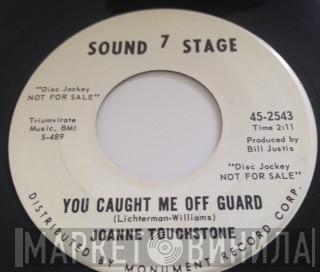 SOUND 7 STAGE
"Disc Jockey
NOT FOR SALE"
Triumvirate
Music, BMI
S-489
45-2543
Time 2:11
Produced by
Bill Justis
"Disc Jockey
NOT FOR SALE"
YOU CAUGHT ME OFF GUARD
(Lichterman-Williams)
JOANNE TOUCHSTONE
DISTRIBUTED BY MONUMENT RECORD CORP.
МАРКЕТ ВИНИЛА